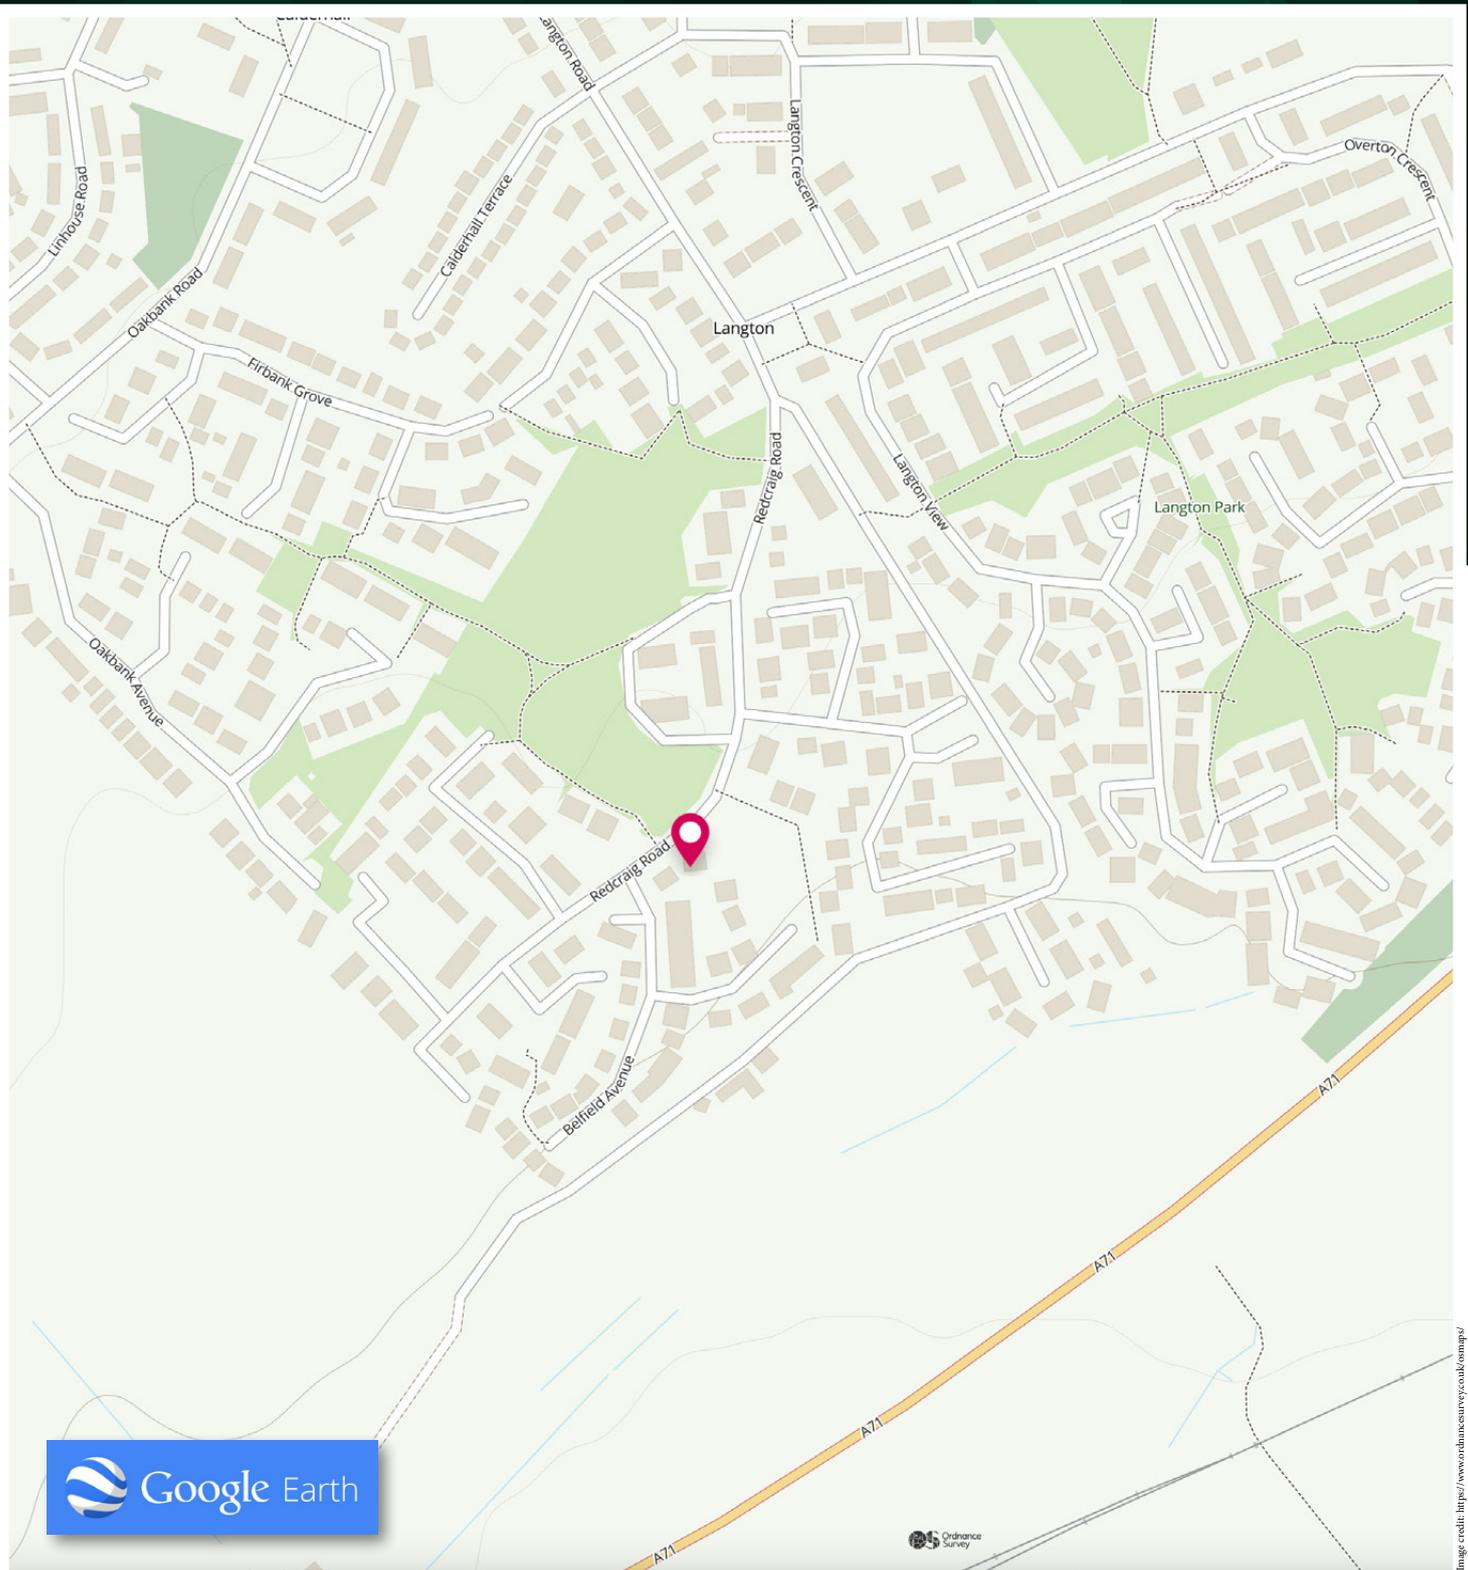 Langton Road
Linhouse Road
Langton Crescent
Overton Crescent
Calderhall Terrace
Oakbank Road
Langton
Firbank Grove
Redcraig Road
Langton View
Langton Park
Oakbank Avenue
Redcraig Road
Belfield Avenue
A71
A71
A71
A71
Google Earth
Ordnance
Survey
Image credit: https://www.ordnancesurvey.co.uk/osmaps/